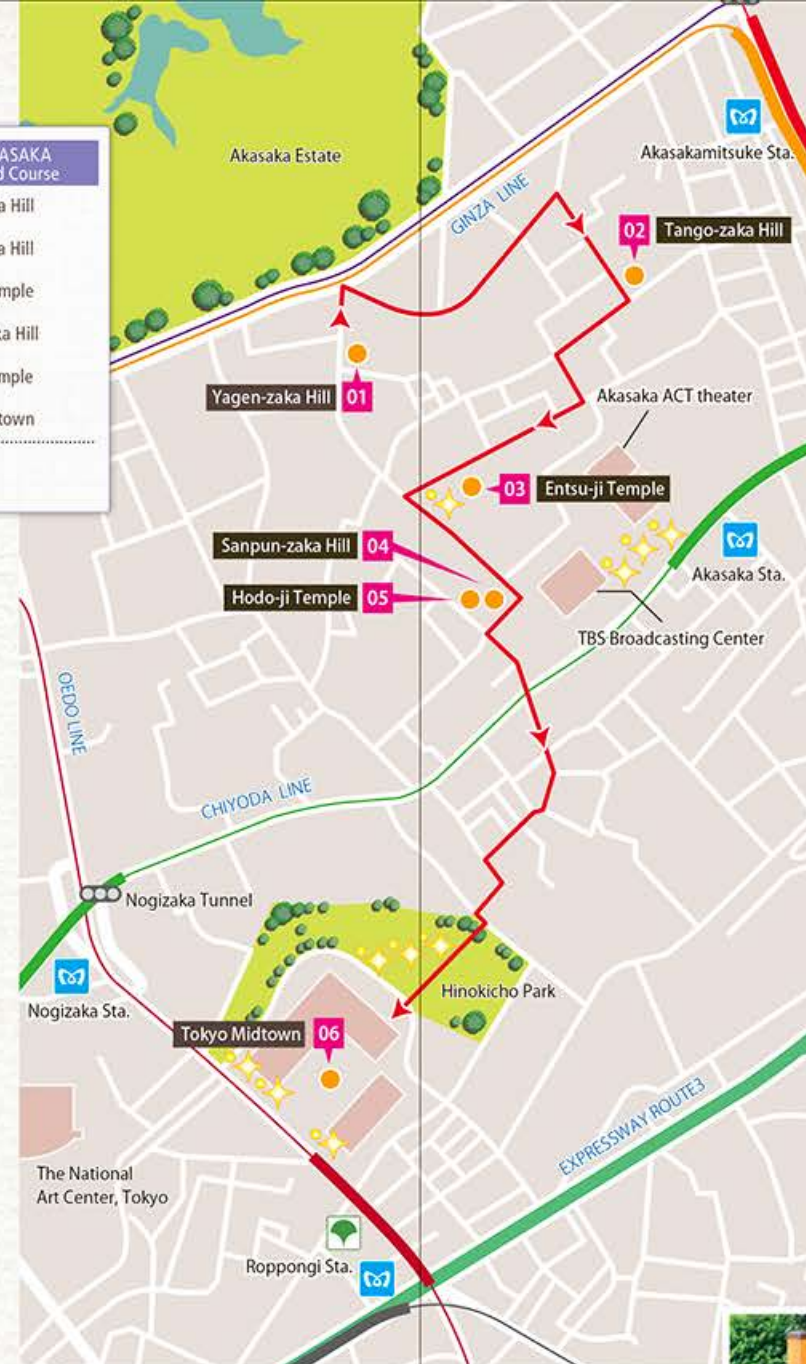 ASAKA
d Course
a Hill
a Hill
mple
ka Hill
mple
town
Akasaka Estate
Akasakamitsuke Sta.
GINZA LINE
02 Tango-zaka Hill
Yagen-zaka Hill 01
Akasaka ACT theater
03 Entsu-ji Temple
Sanpun-zaka Hill 04
Hodo-ji Temple 05
Akasaka Sta.
TBS Broadcasting Center
OEDO LINE
CHIYODA LINE
Nogizaka Tunnel
Nogizaka Sta.
Hinokicho Park
Tokyo Midtown 06
EXPRESSWAY ROUTE3
The National
Art Center, Tokyo
Roppongi Sta.